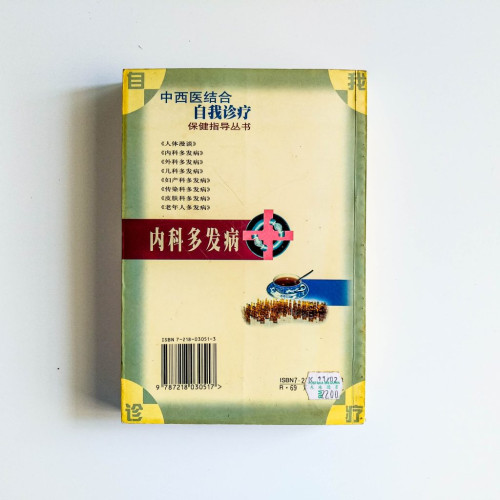 自 我
中西医结合
自我诊疗
保健指导丛书
《人体漫谈》
《内科多发病》
《外科多发病》
《儿科多发病》
《妇产科多发病》
《传染科多发病》
《皮肤科多发病》
《老年人多发病》
内科多发病
ISBN 7-218-03051-3
9 787218 030517 >
ISBN7-2
R·69
诊 疗